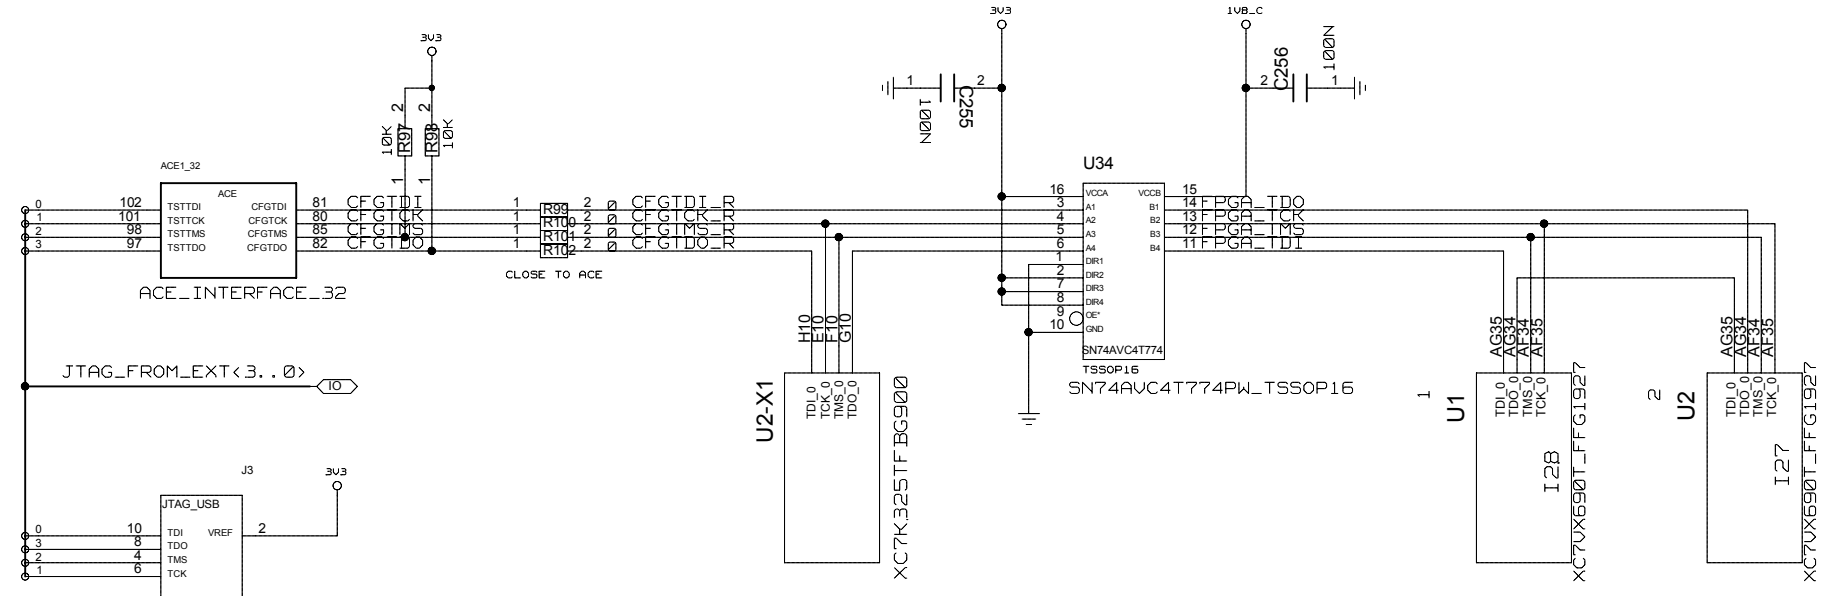 3V3
1V8_C
3V3
C256
100N
2
1
1
2
C255
100N
2
2
10K
R97
R98
10K
1
1
ACE1_32
U34
ACE
0
102
TSTTDI
CFGTDI
81
CFGTDI
1
R99
2
0
CFGTDI_R
1
101
TSTTCK
CFGTCK
80
CFGTCK
1
R100
2
0
CFGTCK_R
2
98
TSTTMS
CFGTMS
85
CFGTMS
1
R101
2
0
CFGTMS_R
3
97
TSTTDO
CFGTDO
82
CFGTDO
1
R102
2
0
CFGTDO_R
CLOSE TO ACE
ACE_INTERFACE_32
16
VCCA
VCCB
15
3
A1
B1
14
FPGA_TDO
4
A2
B2
13
FPGA_TCK
5
A3
B3
12
FPGA_TMS
6
A4
B4
11
FPGA_TDI
1
DIR1
2
DIR2
7
DIR3
8
DIR4
9
OE*
10
GND
SN74AVC4T774
TSSOP16
SN74AVC4T774PW_TSSOP16
JTAG_FROM_EXT<3..0>
IO
H10
E10
F10
G10
TDI_0
TCK_0
TMS_0
TDO_0
U2-X1
XC7K325TFBG900
AG35
AG34
AF34
AF35
TDI_0
TDO_0
TMS_0
TCK_0
1
U1
I28
XC7VX690T_FFG1927
AG35
AG34
AF34
AF35
TDI_0
TDO_0
TMS_0
TCK_0
2
U2
I27
XC7VX690T_FFG1927
J3
3V3
JTAG_USB
0
10
TDI
VREF
2
3
8
TDO
2
4
TMS
1
6
TCK